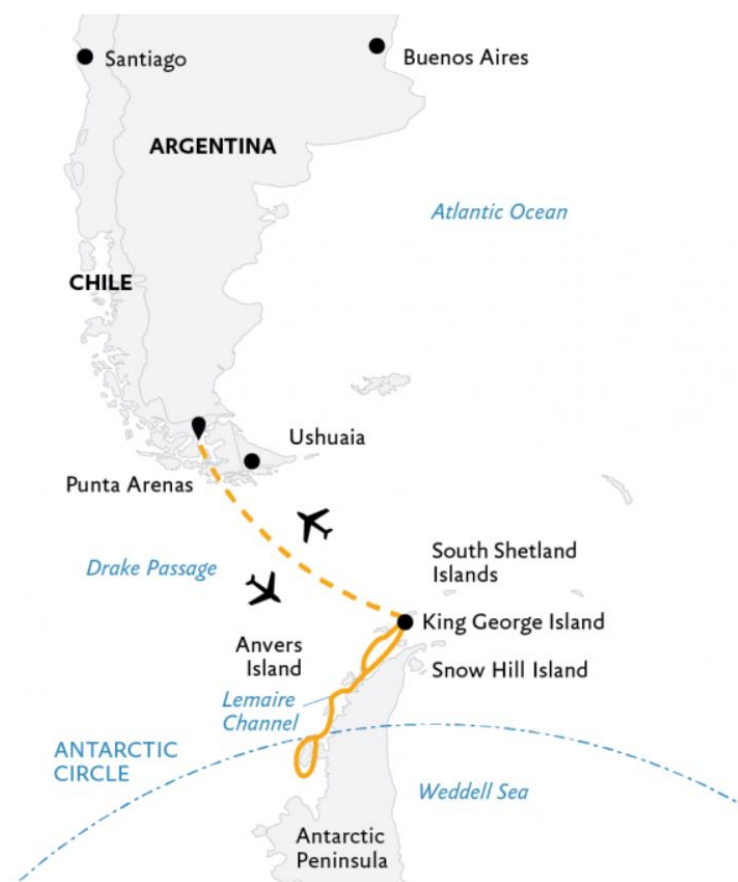 Santiago
Buenos Aires
ARGENTINA
Atlantic Ocean
CHILE
Ushuaia
Punta Arenas
South Shetland
Islands
Drake Passage
King George Island
Anvers
Island
Snow Hill Island
Lemaire
Channel
ANTARCTIC
CIRCLE
Weddell Sea
Antarctic
Peninsula